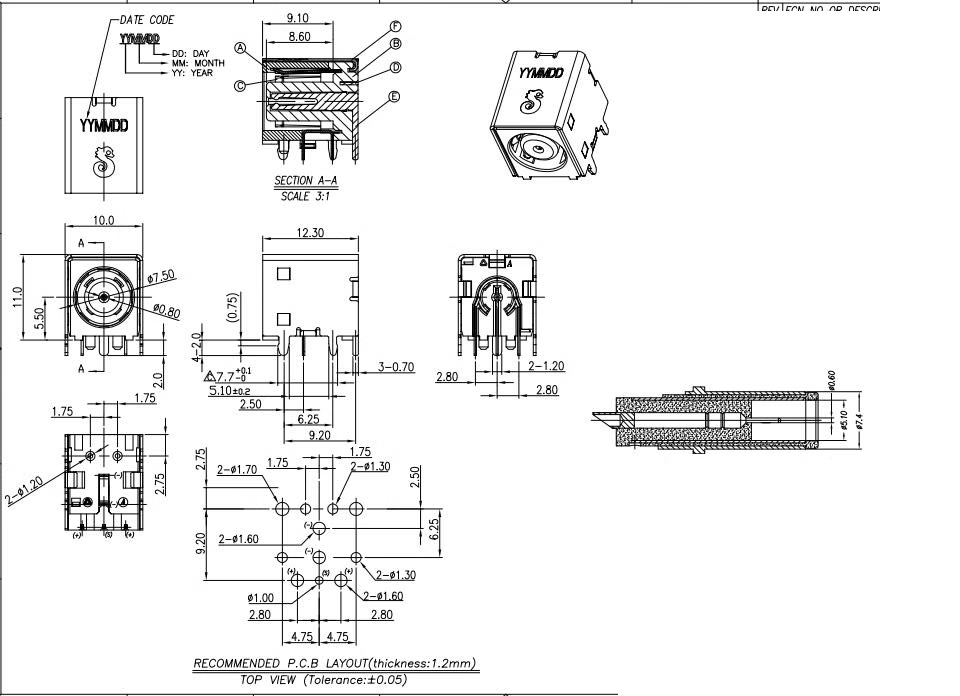 REV ECN NO OR DESCRI
DATE CODE
YYMMDD
DD: DAY
MM: MONTH
YY: YEAR
YYMMDD
9.10
8.60
A
F
B
D
C
E
SECTION A-A
SCALE 3:1
YYMMDD
10.0
A
ø7.50
ø0.80
11.0
5.50
A
2.0
12.30
(0.75)
4-2.0
7.7 +0.1 -0
5.10±0.2
2.50
6.25
9.20
3-0.70
A
2-1.20
2.80
2.80
ø0.60
ø5.10
ø7.4
1.75
1.75
2-ø1.20
2.75
(-)
(-)
(+) (S) (+)
1.75
2.75
1.75
2-ø1.70
2-ø1.30
2.50
(-)
2-ø1.60
6.25
9.20
(-)
2-ø1.30
(+) (S) (+)
ø1.00
2-ø1.60
2.80
2.80
4.75
4.75
RECOMMENDED P.C.B LAYOUT(thickness:1.2mm)
TOP VIEW (Tolerance:±0.05)